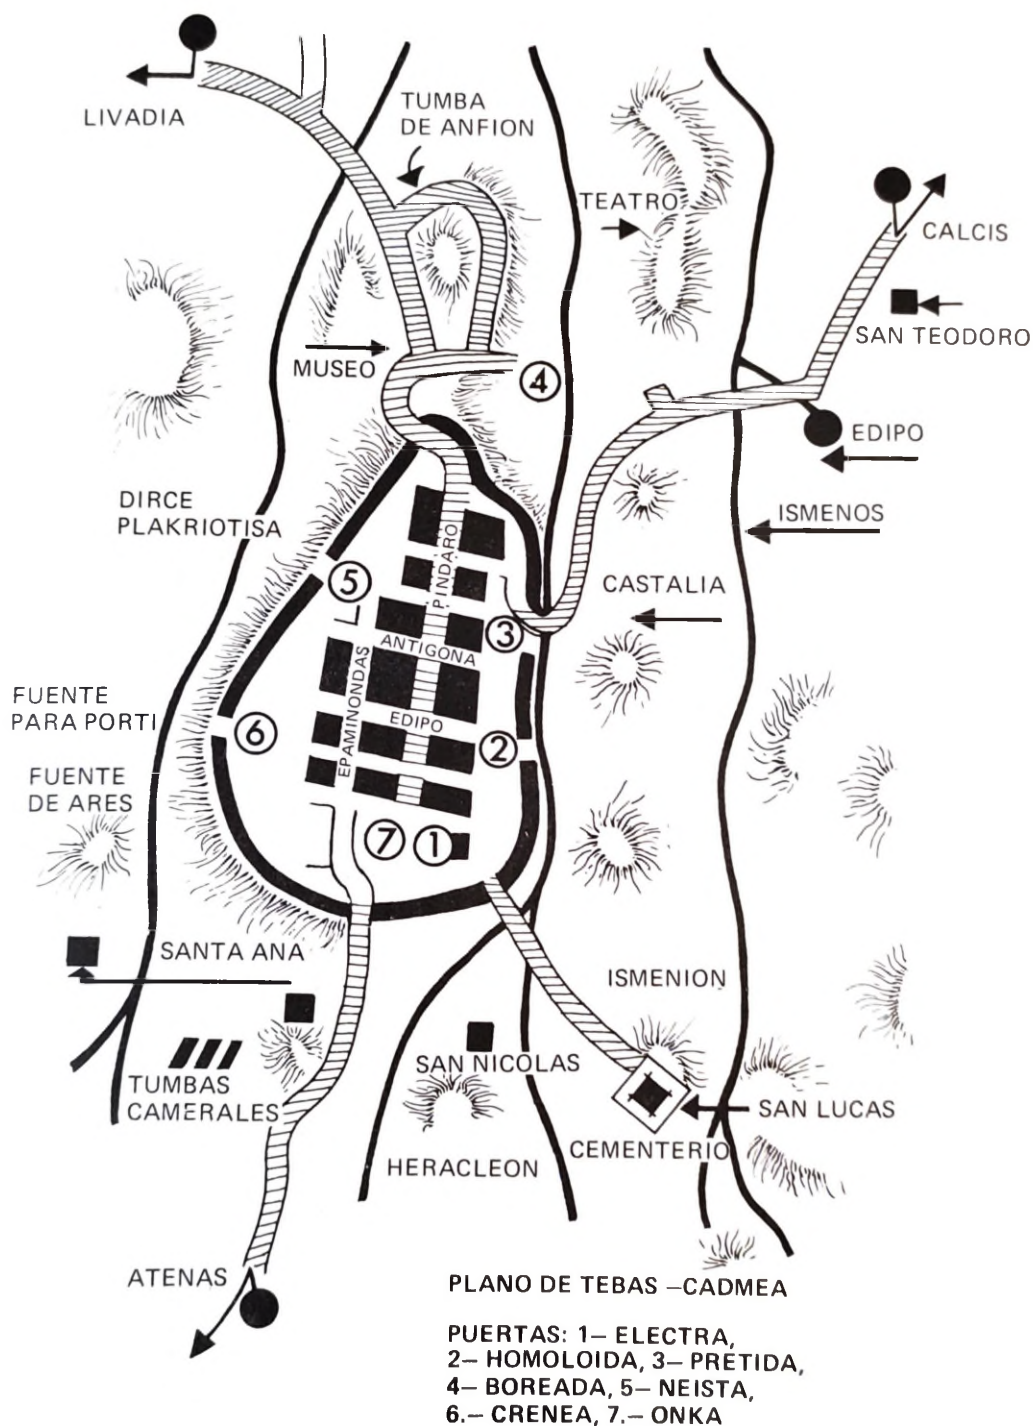 LIVADIA
TUMBA
DE ANFION
TEATRO
CALCIS
SAN TEODORO
MUSEO
4
EDIPO
DIRCE
PLAKRIOTISA
ISMENOS
PINDARO
5
CASTALIA
3
ANTIGONA
EPAMINONDAS
FUENTE
PARA PORTI
EDIPO
6
2
FUENTE
DE ARES
7
1
SANTA ANA
ISMENION
SAN NICOLAS
TUMBAS
CAMERALES
SAN LUCAS
CEMENTERIO
HERACLEON
ATENAS
PLANO DE TEBAS –CADMEA
PUERTAS: 1– ELECTRA,
2– HOMOLOIDA, 3– PRETIDA,
4– BOREADA, 5– NEISTA,
6.– CRENEA, 7.– ONKA